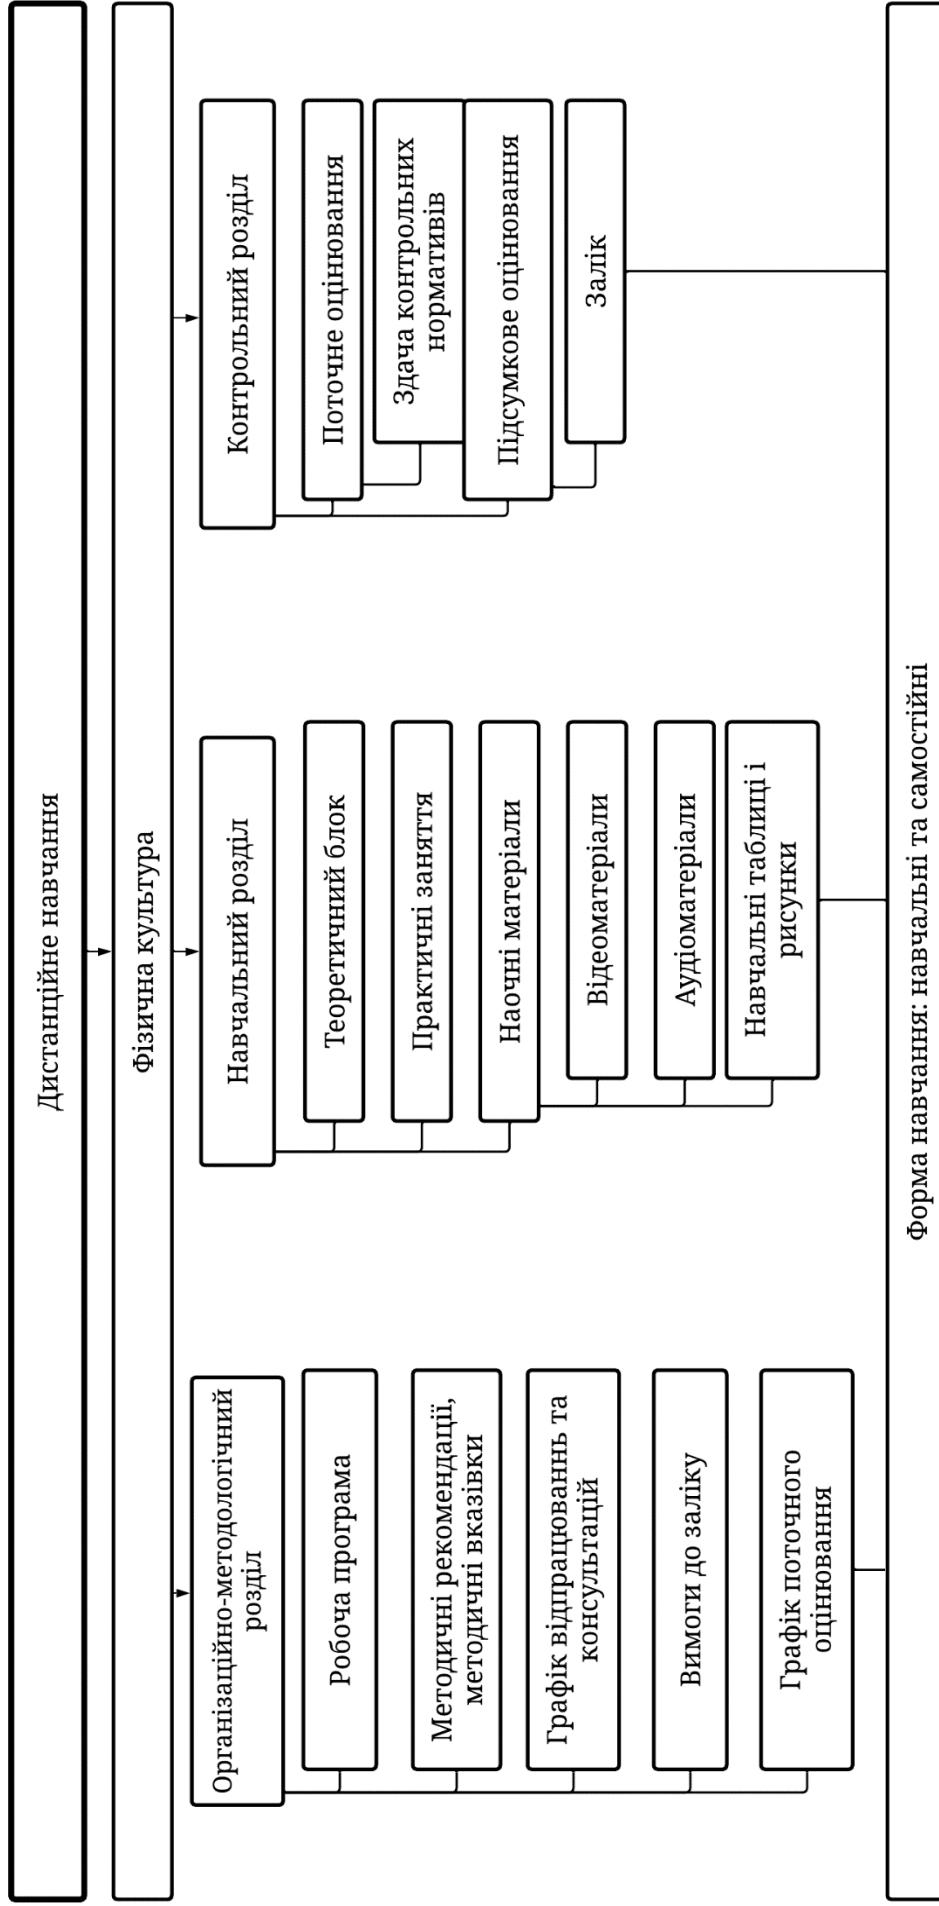 Дистанційне навчання
Фізична культура
Організаційно-методологічний
розділ
Робоча програма
Методичні рекомендації,
методичні вказівки
Графік відпрацюваннь та
консультацій
Вимоги до заліку
Графік поточного
оцінювання
Навчальний розділ
Теоретичний блок
Практичні заняття
Наочні матеріали
Відеоматеріали
Аудіоматеріали
Навчальні таблиці і
рисунки
Контрольний розділ
Поточне оцінювання
Здача контрольних
нормативів
Підсумкове оцінювання
Залік
Форма навчання: навчальні та самостійні